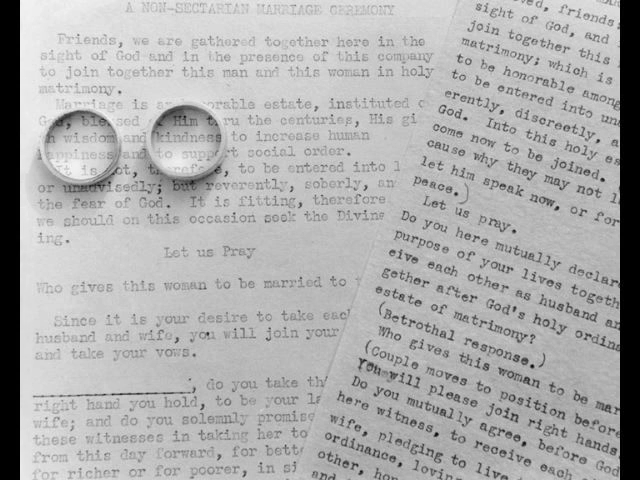 A NON-SECTARIAN MARRIAGE CEREMONY
Friends, we are gathered together here in the
sight of God and in the presence of this company
to join together this man and this woman in holy
matrimony.
Marriage is an orable estate, instituted
God, blessed Him thru the centuries, His gi
wisdom and kindness to increase human
happiness and to support social order.
It is not, therefore, to be entered into l
or unadvisedly; but reverently, soberly, an
the fear of God. It is fitting, therefore
we should on this occasion seek the Divine
ing.
Let us Pray
Who gives this woman to be married to
Since it is your desire to take eac
husband and wife, you will join your
and take your vows.
, do you take th
right hand you hold, to be your la
wife; and do you solemnly promise
these witnesses in taking her to
from this day forward, for bette
for richer or for poorer, in si
friends
sight of God, and
join together this
matrimony; which is
to be honorable among
to be entered into una
erently, discreetly, a
God. Into this holy es
come now to be joined.
cause why they may not l
let him speak now, or for
peace.)
Let us pray.
Do you here mutually declare
purpose of your lives togeth
eive each other as husband an
gether after God's holy ordina
estate of matrimony?
(Betrothal response.)
Who gives this woman to be mar
(Couple moves to position before
You will please join right hands,
Do you mutually agree, before God
here witness, to receive each
wife, pledging to live
ordinance, loving
other, hon
and